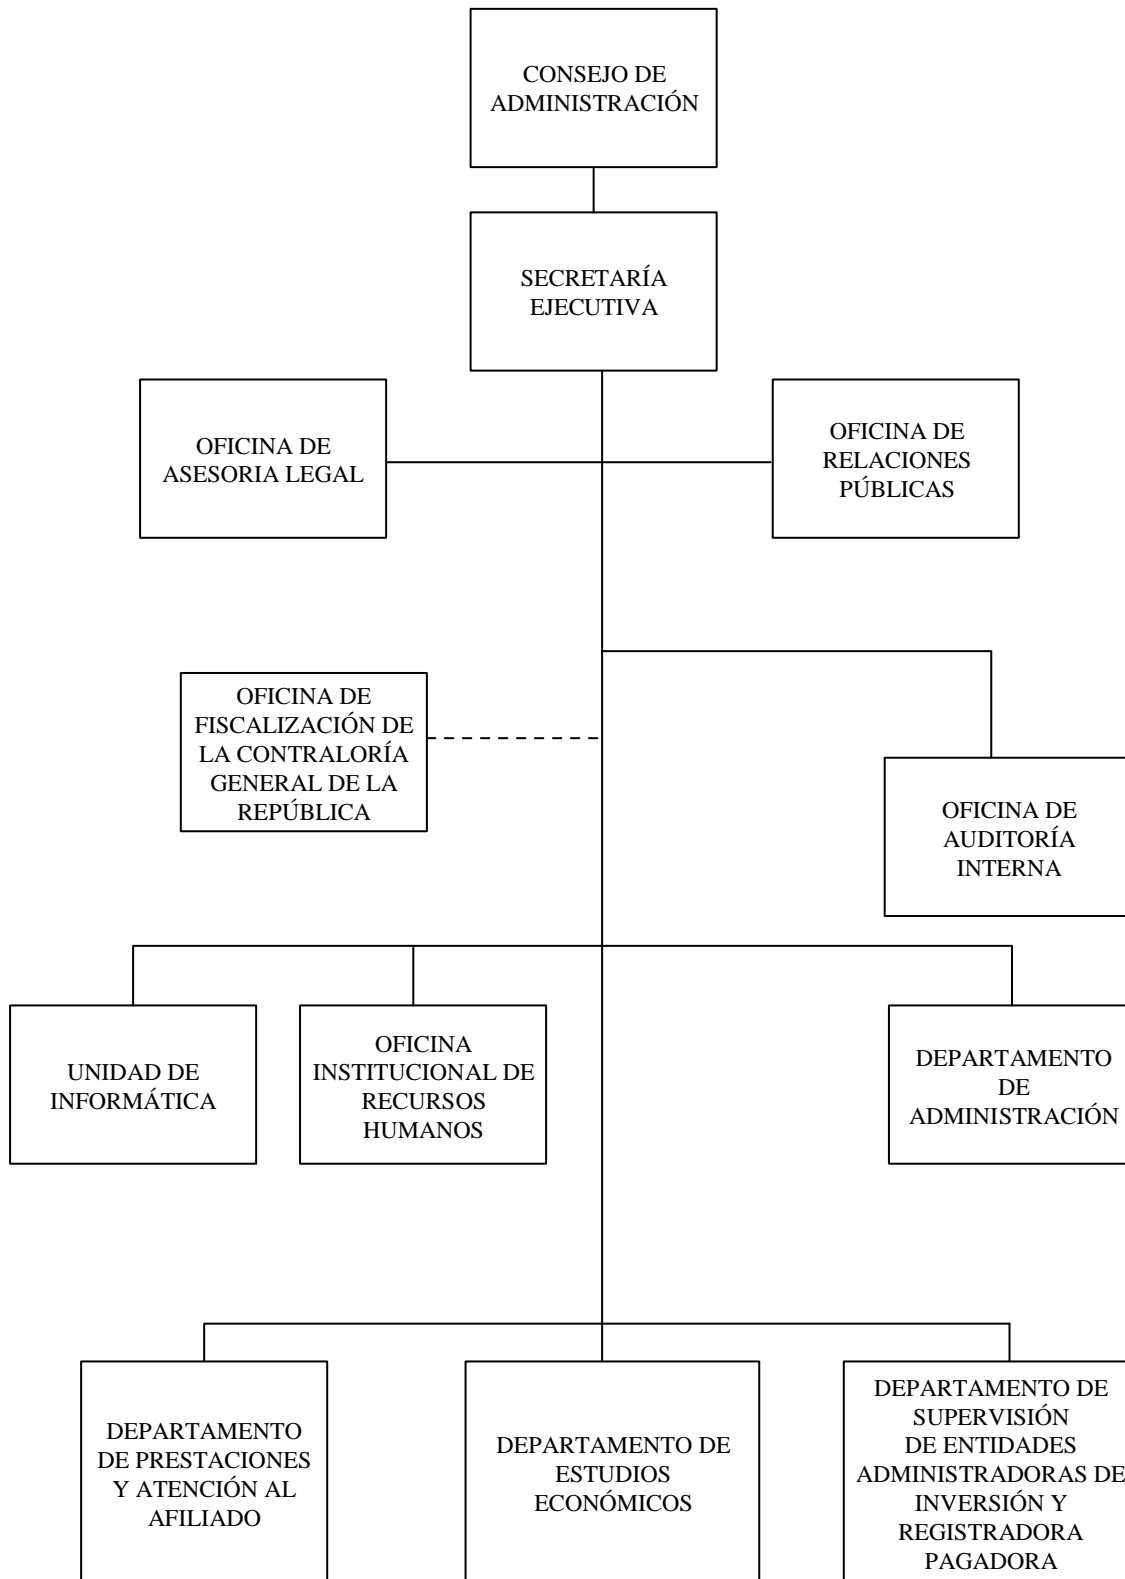 CONSEJO DE
ADMINISTRACIÓN
SECRETARÍA
EJECUTIVA
OFICINA DE
ASESORIA LEGAL
OFICINA DE
RELACIONES
PÚBLICAS
OFICINA DE
FISCALIZACIÓN DE
LA CONTRALORÍA
GENERAL DE LA
REPÚBLICA
OFICINA DE
AUDITORÍA
INTERNA
UNIDAD DE
INFORMÁTICA
OFICINA
INSTITUCIONAL DE
RECURSOS
HUMANOS
DEPARTAMENTO
DE
ADMINISTRACIÓN
DEPARTAMENTO
DE PRESTACIONES
Y ATENCIÓN AL
AFILIADO
DEPARTAMENTO DE
ESTUDIOS
ECONÓMICOS
DEPARTAMENTO DE
SUPERVISIÓN
DE ENTIDADES
ADMINISTRADORAS DE
INVERSIÓN Y
REGISTRADORA
PAGADORA